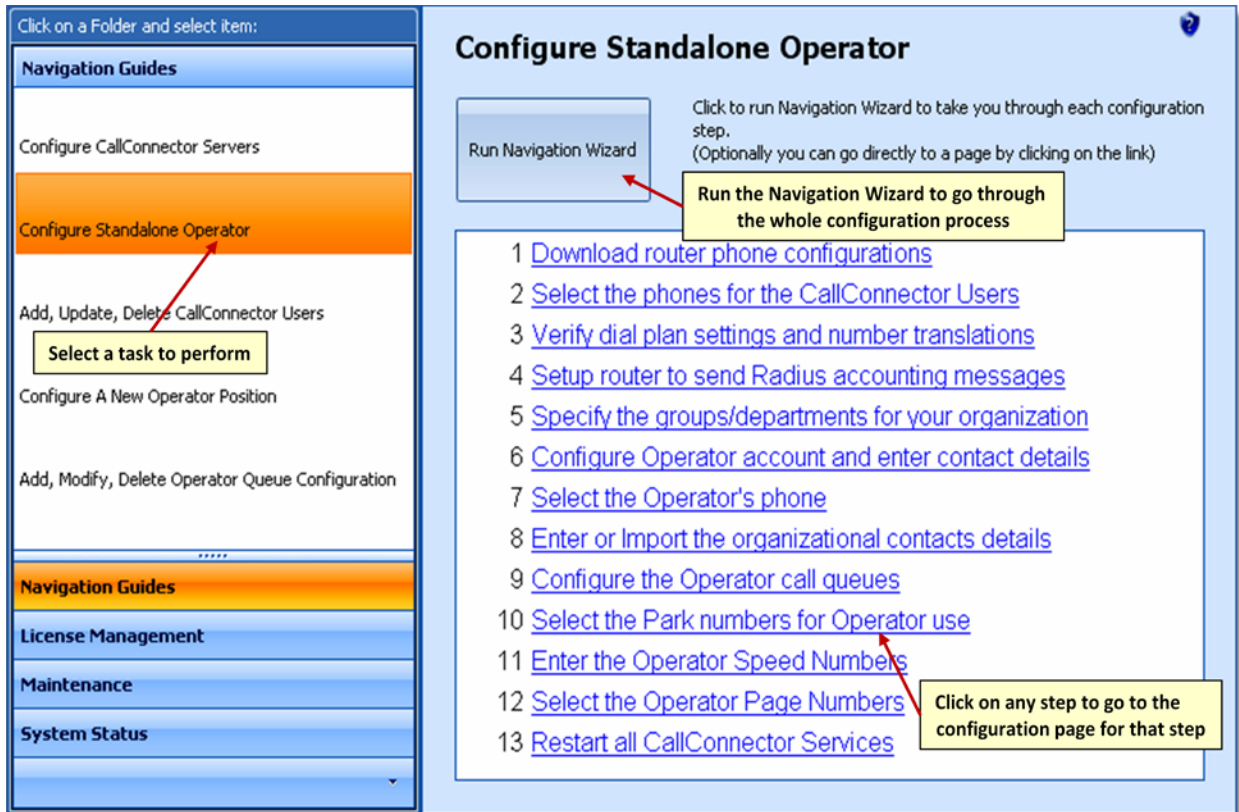 Click on a Folder and select item:
Navigation Guides
Configure CallConnector Servers
Configure Standalone Operator
Add, Update, Delete CallConnector Users
Select a task to perform
Configure A New Operator Position
Add, Modify, Delete Operator Queue Configuration
Navigation Guides
License Management
Maintenance
System Status
Configure Standalone Operator
Run Navigation Wizard
Click to run Navigation Wizard to take you through each configuration
step.
(Optionally you can go directly to a page by clicking on the link)
Run the Navigation Wizard to go through
the whole configuration process
1 Download router phone configurations
2 Select the phones for the CallConnector Users
3 Verify dial plan settings and number translations
4 Setup router to send Radius accounting messages
5 Specify the groups/departments for your organization
6 Configure Operator account and enter contact details
7 Select the Operator's phone
8 Enter or Import the organizational contacts details
9 Configure the Operator call queues
10 Select the Park numbers for Operator use
11 Enter the Operator Speed Numbers
12 Select the Operator Page Numbers
13 Restart all CallConnector Services
Click on any step to go to the
configuration page for that step